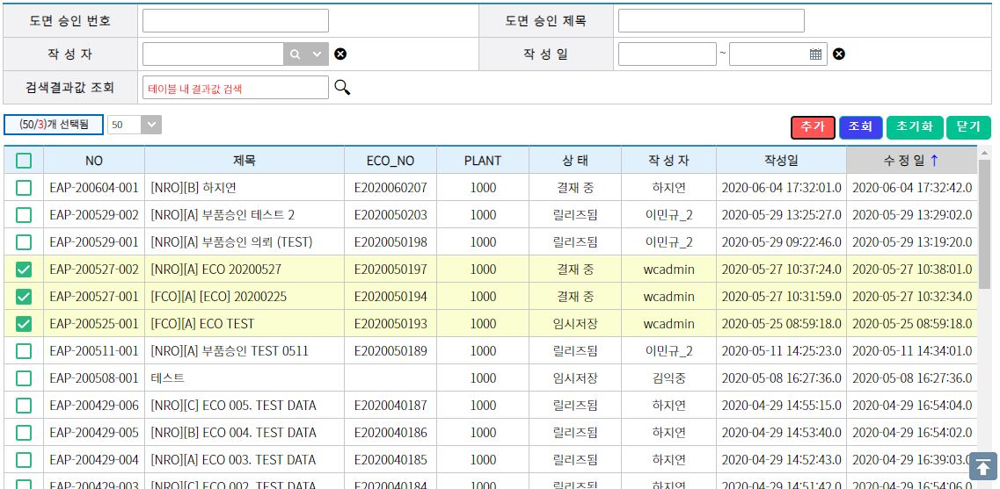 도면 승인 번호 도면 승인 제목
작 성 자 작 성 일 ~
검색결과값 조회 테이블 내 결과값 검색
(50/3)개 선택됨 50 추가 조회 초기화 닫기
NO 제목 ECO_NO PLANT 상 태 작 성 자 작성일 수 정 일 ↑
EAP-200604-001 [NRO][B] 하지연 E2020060207 1000 결재 중 하지연 2020-06-04 17:32:01.0 2020-06-04 17:32:42.0
EAP-200529-002 [NRO][A] 부품승인 테스트 2 E2020050203 1000 릴리즈됨 이민규_2 2020-05-29 13:25:27.0 2020-05-29 13:29:02.0
EAP-200529-001 [NRO][A] 부품승인 의뢰 (TEST) E2020050198 1000 릴리즈됨 이민규_2 2020-05-29 09:22:46.0 2020-05-29 13:19:20.0
EAP-200527-002 [NRO][A] ECO 20200527 E2020050197 1000 결재 중 wcadmin 2020-05-27 10:37:24.0 2020-05-27 10:38:01.0
EAP-200527-001 [FCO][A] [ECO] 20200225 E2020050194 1000 결재 중 wcadmin 2020-05-27 10:31:59.0 2020-05-27 10:32:34.0
EAP-200525-001 [FCO][A] ECO TEST E2020050193 1000 임시저장 wcadmin 2020-05-25 08:59:18.0 2020-05-25 08:59:18.0
EAP-200511-001 [NRO][A] 부품승인 TEST 0511 E2020050189 1000 릴리즈됨 이민규_2 2020-05-11 14:25:23.0 2020-05-11 14:34:01.0
EAP-200508-001 테스트 1000 임시저장 김익중 2020-05-08 16:27:36.0 2020-05-08 16:27:36.0
EAP-200429-006 [NRO][C] ECO 005. TEST DATA E2020040187 1000 릴리즈됨 하지연 2020-04-29 14:55:15.0 2020-04-29 16:54:04.0
EAP-200429-005 [NRO][B] ECO 004. TEST DATA E2020040186 1000 릴리즈됨 하지연 2020-04-29 14:53:40.0 2020-04-29 16:54:02.0
EAP-200429-004 [NRO][A] ECO 003. TEST DATA E2020040185 1000 릴리즈됨 하지연 2020-04-29 14:52:43.0 2020-04-29 16:39:03.0
EAP-200429-003 [NRO][C] ECO 002. TEST DATA E2020040184 1000 릴리즈됨 하지연 2020-04-29 14:51:42.0 2020-04-29 16:54:06.0